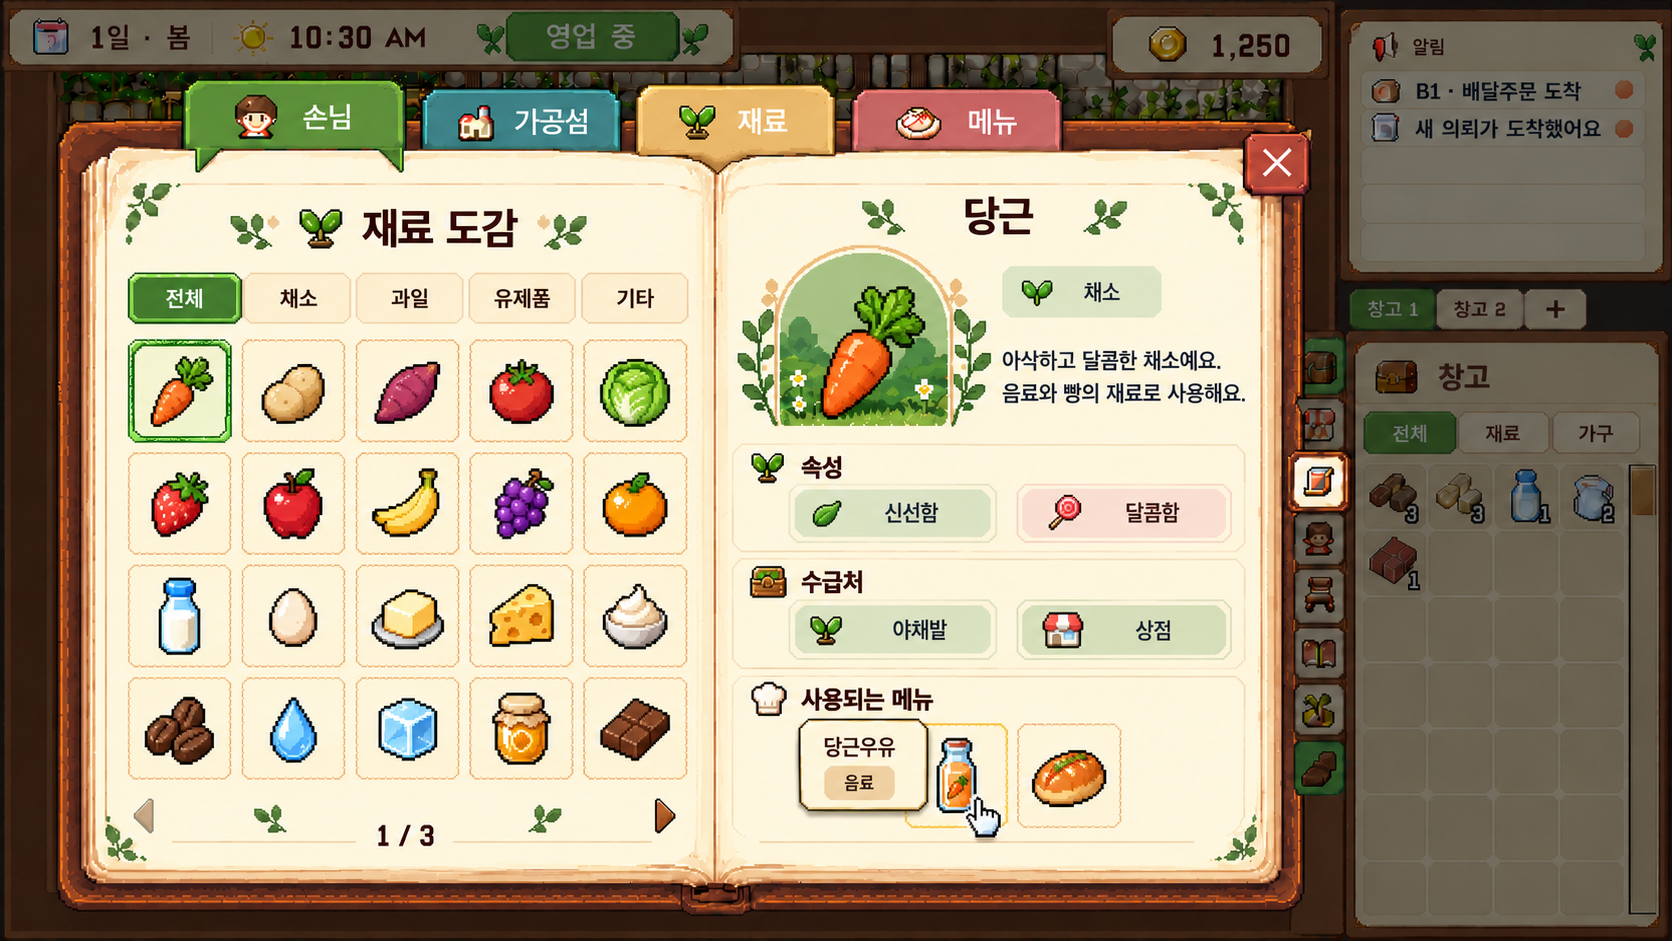 1일 · 봄
10:30 AM
영업 중
1,250
알림
B1 · 배달주문 도착
새 의뢰가 도착했어요
손님
가공섬
재료
메뉴
재료 도감
전체
채소
과일
유제품
기타
1 / 3
당근
채소
아삭하고 달콤한 채소예요.
음료와 빵의 재료로 사용해요.
속성
신선함
달콤함
수급처
야채발
상점
사용되는 메뉴
당근우유
음료
창고 1
창고 2
+
창고
전체
재료
가구
3
3
1
2
1